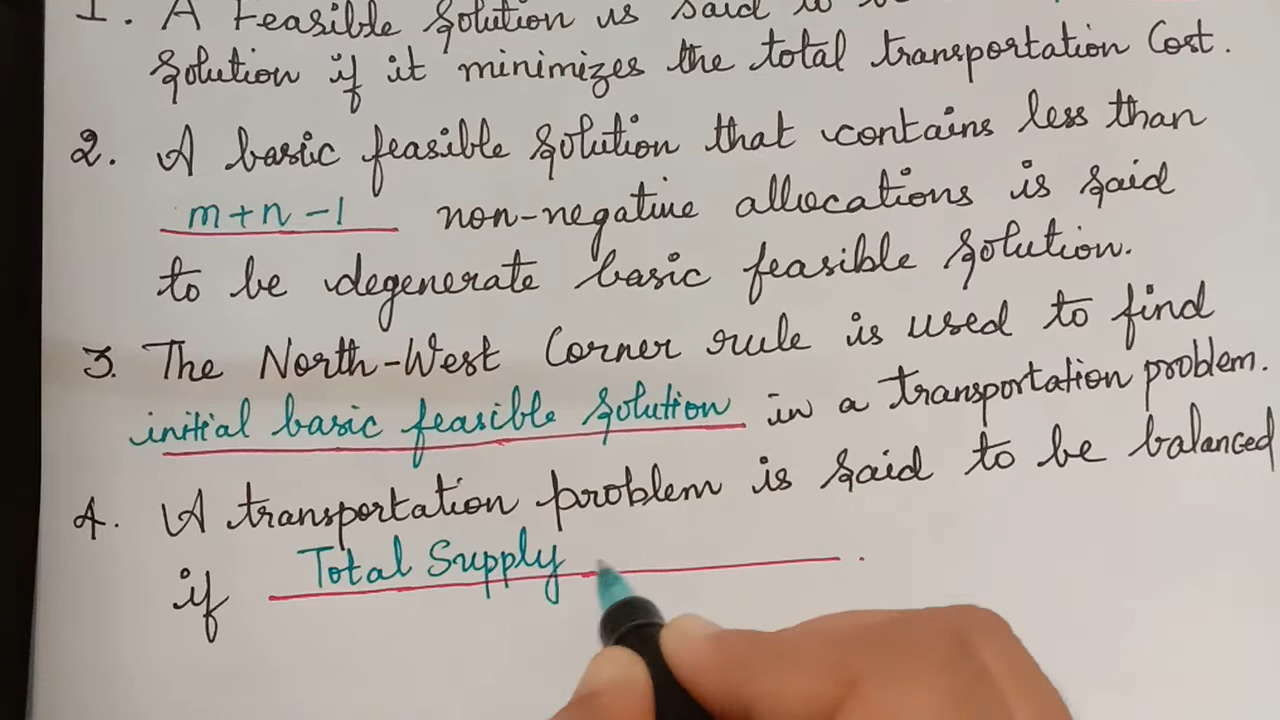 1. A Feasible Solution is said to
Solution if it minimizes the total transportation Cost.
2. A basic feasible Solution that contains less than
m+n-1 non-negative allocations is said
to be degenerate basic feasible Solution.
3. The North-West Corner rule is used to find
initial basic feasible Solution in a transportation problem.
4. A transportation problem is said to be balanced
if Total Supply .